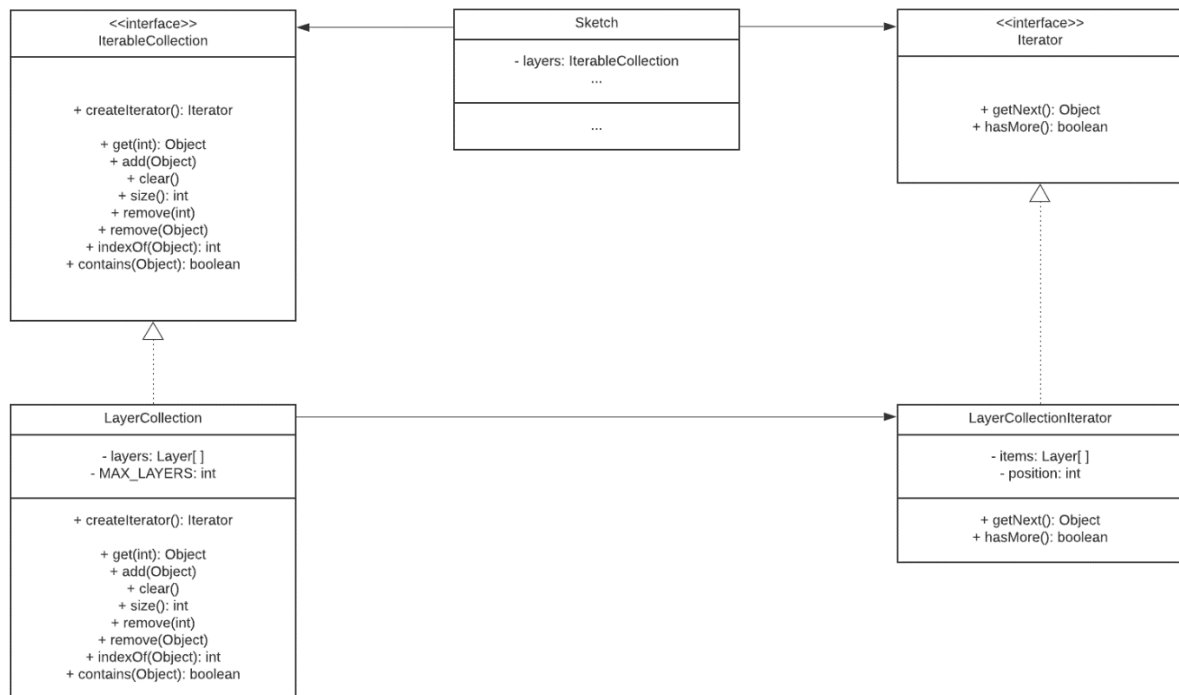 <<interface>>
IterableCollection
+ createIterator(): Iterator
+ get(int): Object
+ add(Object)
+ clear()
+ size(): int
+ remove(int)
+ remove(Object)
+ indexOf(Object): int
+ contains(Object): boolean
Sketch
- layers: IterableCollection
...
...
<<interface>>
Iterator
+ getNext(): Object
+ hasMore(): boolean
LayerCollection
- layers: Layer[ ]
- MAX_LAYERS: int
+ createIterator(): Iterator
+ get(int): Object
+ add(Object)
+ clear()
+ size(): int
+ remove(int)
+ remove(Object)
+ indexOf(Object): int
+ contains(Object): boolean
LayerCollectionIterator
- items: Layer[ ]
- position: int
+ getNext(): Object
+ hasMore(): boolean